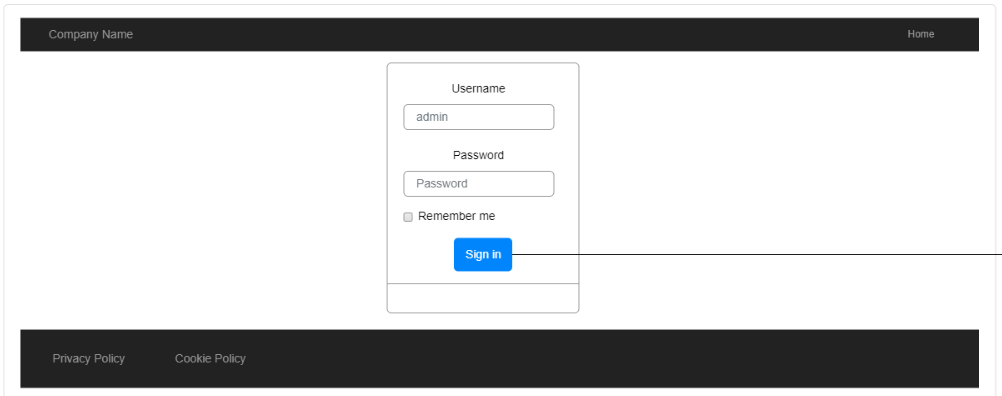 Company Name Home
Username
admin
Password
Password
Remember me
Sign in
Privacy Policy Cookie Policy